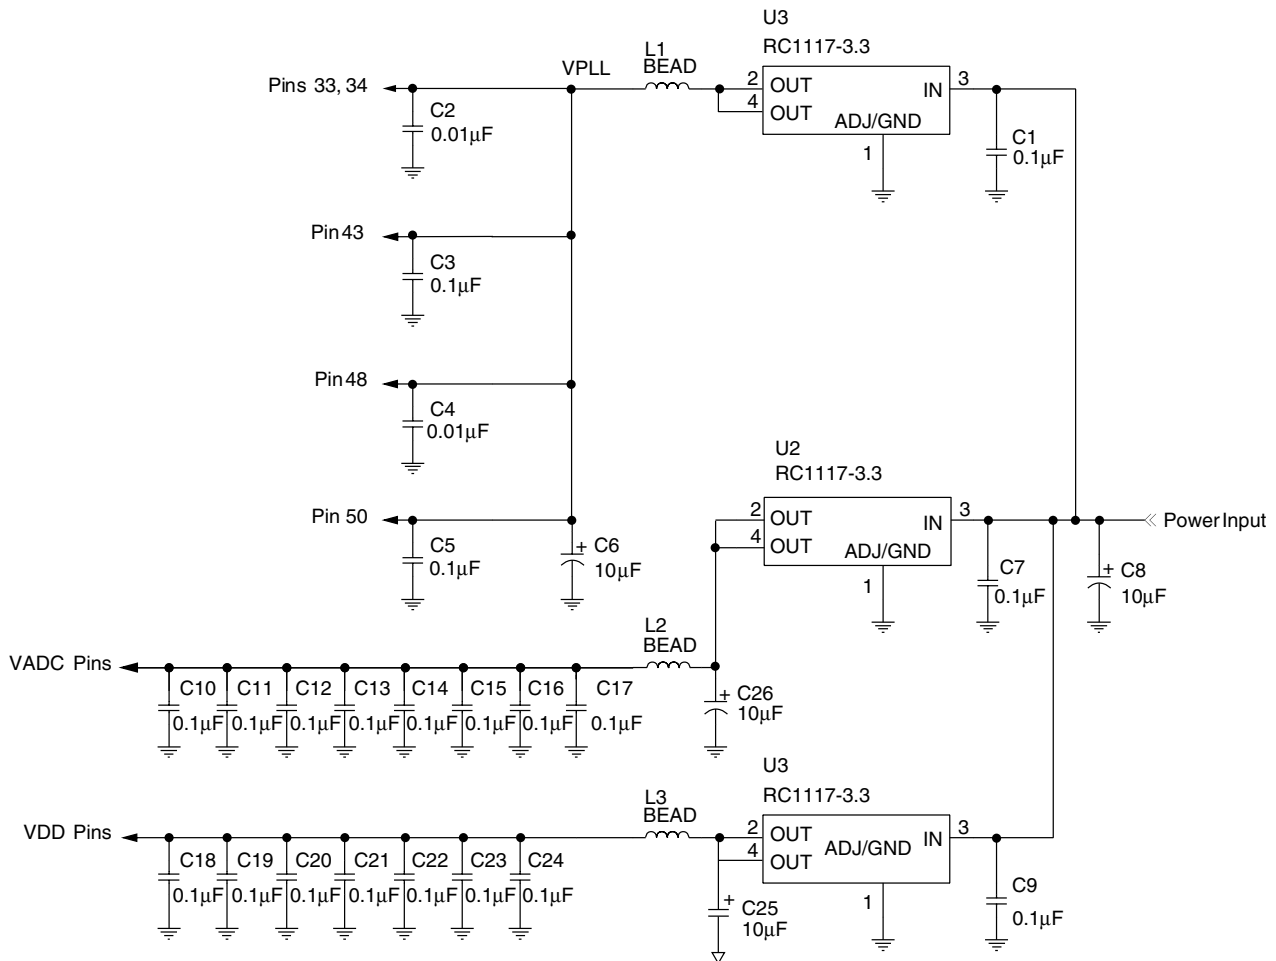 U3
RC1117-3.3
L1
BEAD
VPLL
Pins 33, 34
2 OUT
4 OUT
IN 3
ADJ/GND
1
C2
0.01µF
C1
0.1µF
Pin 43
C3
0.1µF
Pin 48
C4
0.01µF
U2
RC1117-3.3
Pin 50
2 OUT
4 OUT
IN 3
ADJ/GND
1
Power Input
C5
0.1µF
+ C6
10µF
C7
0.1µF
+ C8
10µF
L2
BEAD
VADC Pins
C10 C11 C12 C13 C14 C15 C16 C17
0.1µF 0.1µF 0.1µF 0.1µF 0.1µF 0.1µF 0.1µF 0.1µF
+ C26
10µF
U3
RC1117-3.3
L3
BEAD
VDD Pins
2 OUT
4 OUT
IN 3
ADJ/GND
1
C18 C19 C20 C21 C22 C23 C24
0.1µF 0.1µF 0.1µF 0.1µF 0.1µF 0.1µF 0.1µF
+ C25
10µF
C9
0.1µF